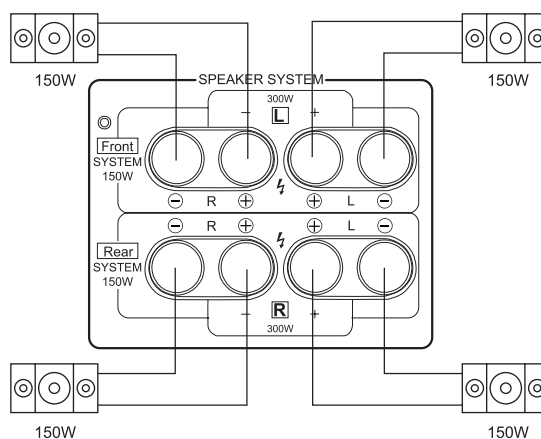 150W 150W
SPEAKER SYSTEM
300W
− L +
Front
SYSTEM
150W
⊖ R ⊕ ⊕ L ⊖
⊖ R ⊕ ⊕ L ⊖
Rear
SYSTEM
150W
− R +
300W
150W 150W